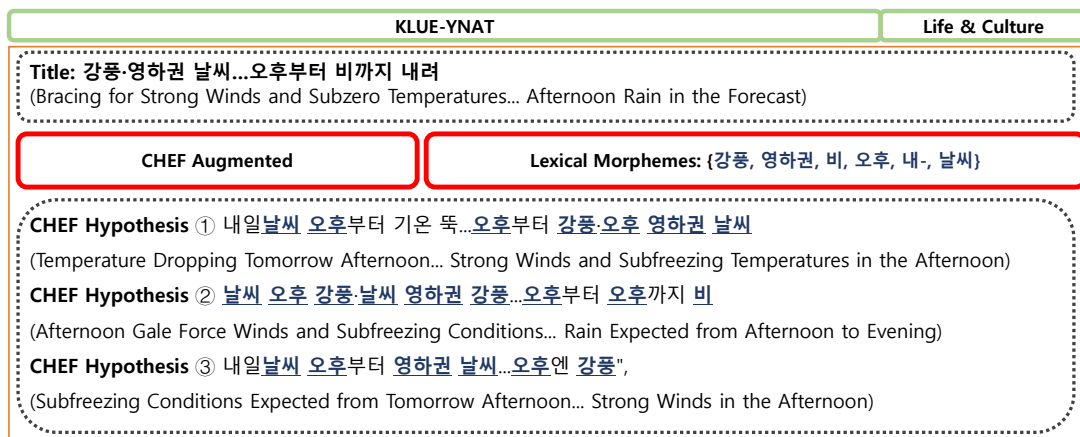 KLUE-YNAT
Life & Culture
Title: 강풍·영하권 날씨...오후부터 비까지 내려
(Bracing for Strong Winds and Subzero Temperatures... Afternoon Rain in the Forecast)
CHEF Augmented
Lexical Morphemes: {강풍, 영하권, 비, 오후, 내-, 날씨}
CHEF Hypothesis ① 내일날씨 오후부터 기온 뚝...오후부터 강풍·오후 영하권 날씨
(Temperature Dropping Tomorrow Afternoon... Strong Winds and Subfreezing Temperatures in the Afternoon)
CHEF Hypothesis ② 날씨 오후 강풍·날씨 영하권 강풍...오후부터 오후까지 비
(Afternoon Gale Force Winds and Subfreezing Conditions... Rain Expected from Afternoon to Evening)
CHEF Hypothesis ③ 내일날씨 오후부터 영하권 날씨...오후엔 강풍",
(Subfreezing Conditions Expected from Tomorrow Afternoon... Strong Winds in the Afternoon)